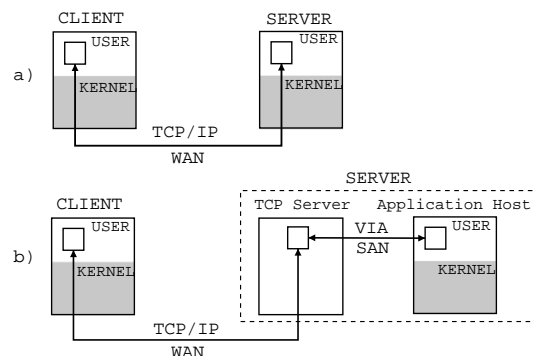 CLIENT
SERVER
USER
USER
a)
KERNEL
KERNEL
TCP/IP
WAN
SERVER
CLIENT
TCP Server
Application Host
USER
USER
VIA
SAN
b)
KERNEL
KERNEL
TCP/IP
WAN